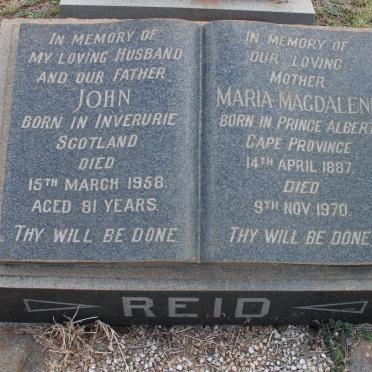 IN MEMORY OF
MY LOVING HUSBAND
AND OUR FATHER
JOHN
BORN IN INVERURIE
SCOTLAND
DIED
15TH MARCH 1958.
AGED 81 YEARS.
THY WILL BE DONE.
IN MEMORY OF
OUR LOVING
MOTHER
MARIA MAGDALENE
BORN IN PRINCE ALBERT
CAPE PROVINCE
14TH APRIL 1887.
DIED
9TH NOV. 1970.
THY WILL BE DONE.
REID